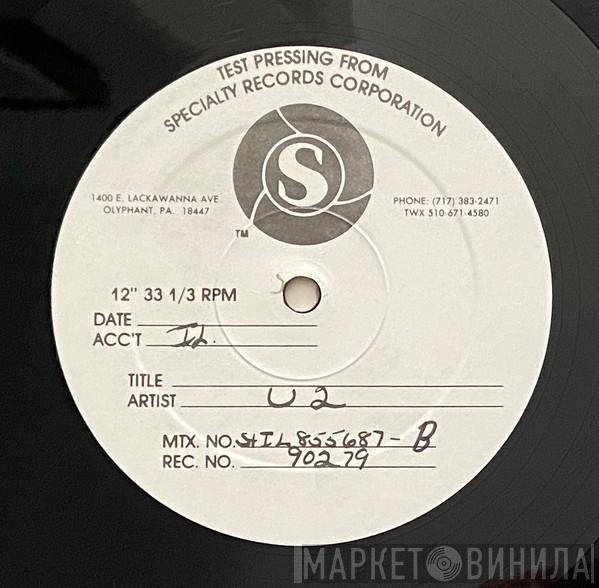 TEST PRESSING FROM
SPECIALTY RECORDS CORPORATION
S
1400 E. LACKAWANNA AVE.
OLYPHANT, PA. 18447
PHONE: (717) 383-2471
TWX 510-671-4580
TM
12" 33 1/3 RPM
DATE
ACC'T IL.
TITLE
ARTIST U2
MTX. NO. StIL855687-B
REC. NO. 90279
МАРКЕТ ВИНИЛА